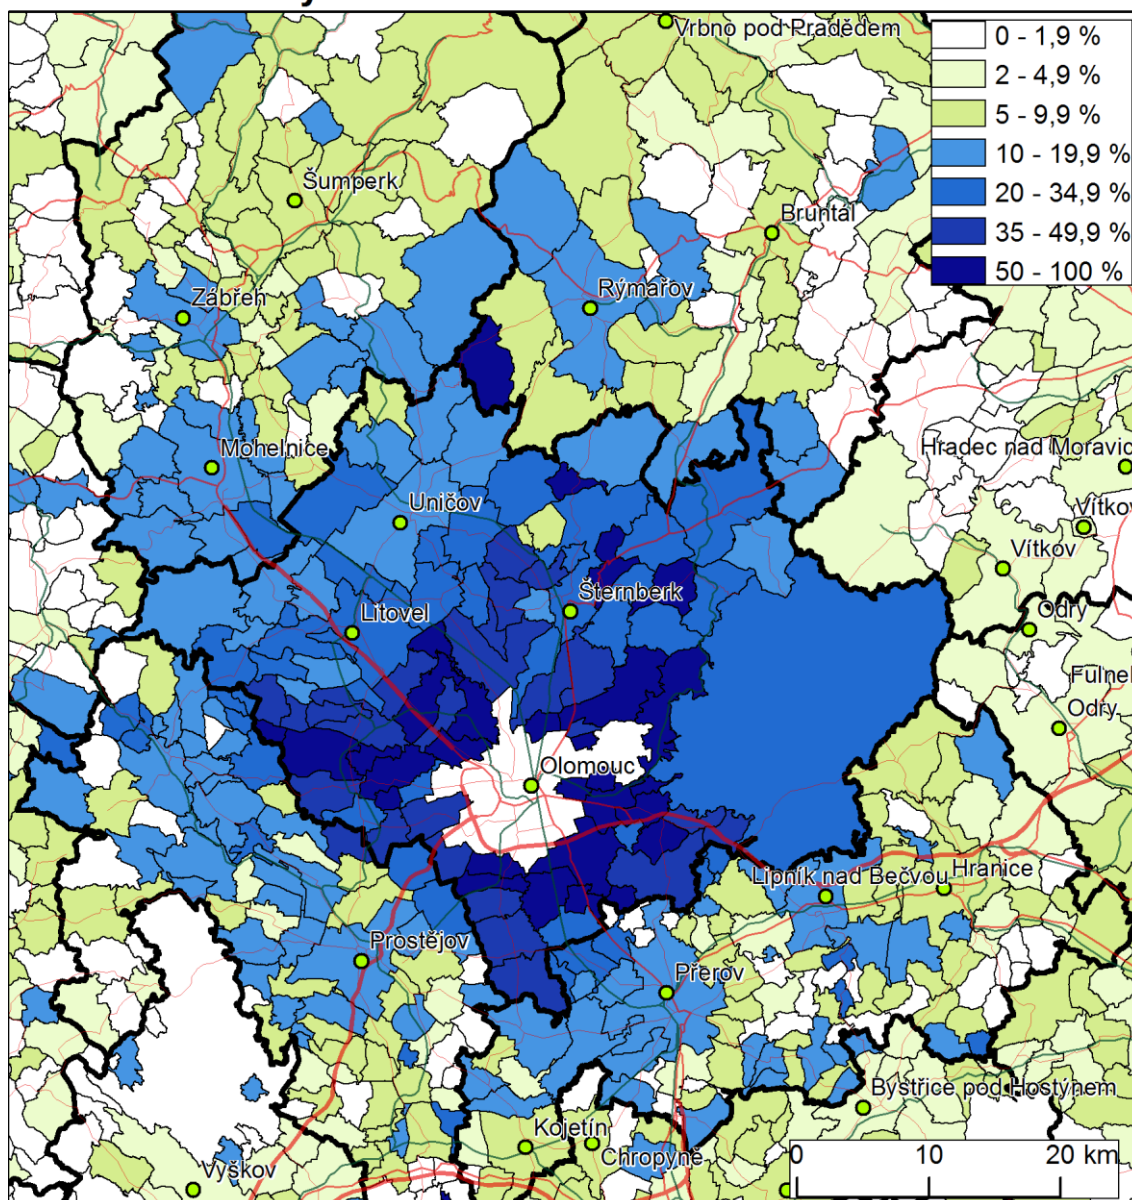 Vrbno pod Pradědem
0 - 1,9 %
2 - 4,9 %
5 - 9,9 %
10 - 19,9 %
20 - 34,9 %
35 - 49,9 %
50 - 100 %
Šumperk
Bruntál
Zábřeh
Rýmařov
Mohelnice
Hradec nad Moravic
Uničov
Vítkov
Vítkov
Šternberk
Litovel
Odry
Fulnek
Odry
Olomouc
Lipník nad Bečvou
Hranice
Prostějov
Přerov
Bystřice pod Hostýnem
Kojetín
Chropyně
Vyškov
0 10 20 km